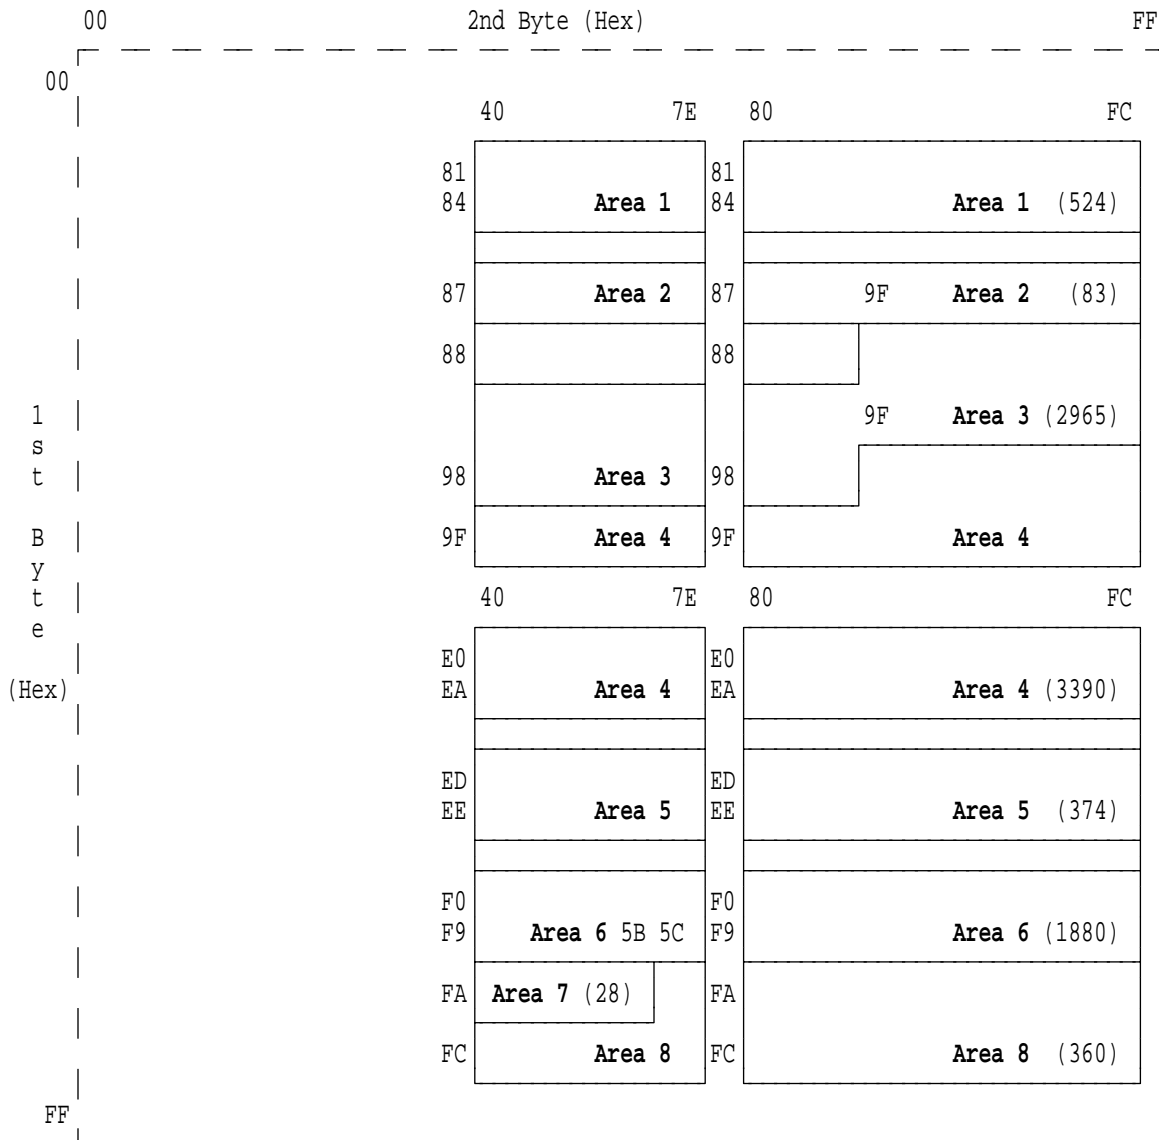 00 2nd Byte (Hex) FF
00
40 7E 80 FC
81 81
84 Area 1 84 Area 1 (524)
87 Area 2 87 9F Area 2 (83)
88 88
1 9F Area 3 (2965)
s
t 98 Area 3 98
B 9F Area 4 9F Area 4
y
t 40 7E 80 FC
e
E0 E0
(Hex) EA Area 4 EA Area 4 (3390)
ED ED
EE Area 5 EE Area 5 (374)
F0 F0
F9 Area 6 5B 5C F9 Area 6 (1880)
FA Area 7 (28) FA
FC Area 8 FC Area 8 (360)
FF